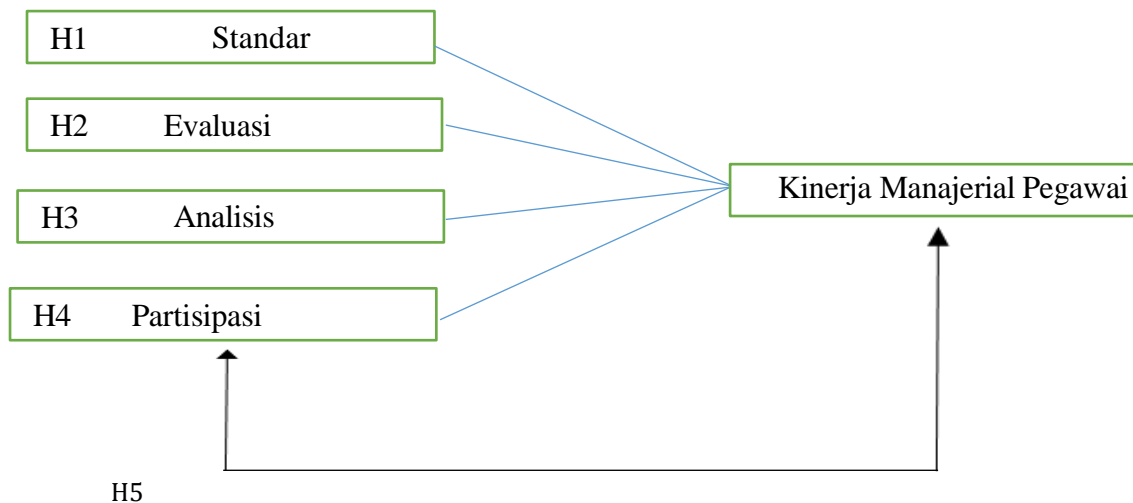 H1 Standar
H2 Evaluasi
H3 Analisis
Kinerja Manajerial Pegawai
H4 Partisipasi
H5